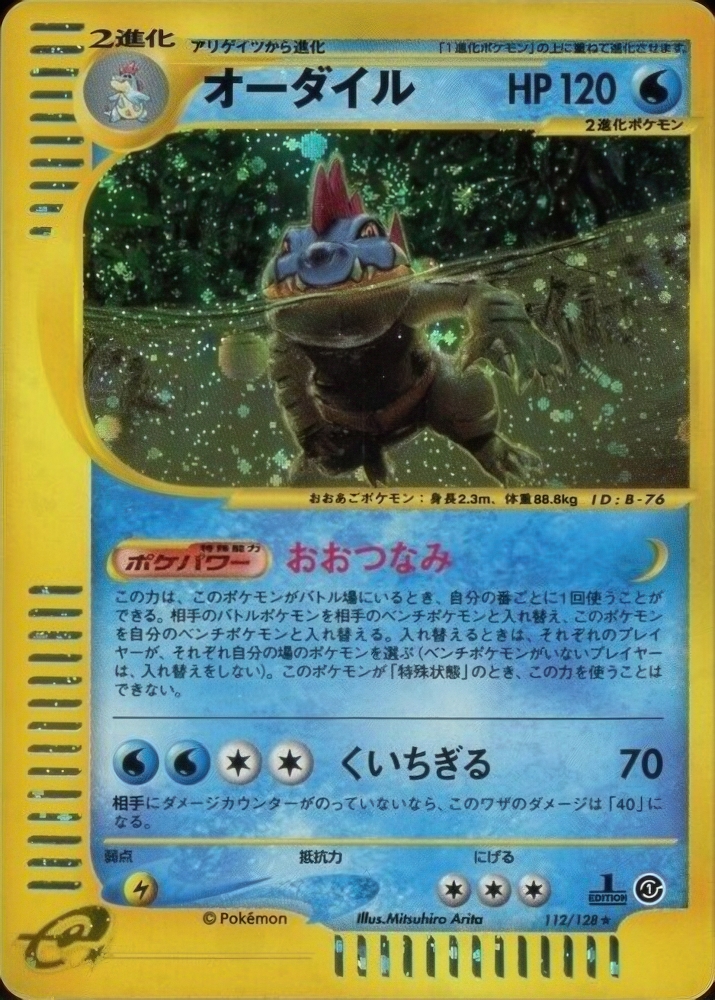 2進化 アリゲイツから進化 「1進化ポケモン」の上に重ねて進化させます。
オーダイル HP 120
2進化ポケモン
おおあごポケモン：身長2.3m、体重88.8kg ID:B-76
特殊能力
ポケパワー おおつなみ
この力は、このポケモンがバトル場にいるとき、自分の番ごとに1回使うことが
できる。相手のバトルポケモンを相手のベンチポケモンと入れ替え、このポケモン
を自分のベンチポケモンと入れ替える。入れ替えるときは、それぞれのプレイ
ヤーが、それぞれ自分の場のポケモンを選ぶ（ベンチポケモンがいないプレイヤー
は、入れ替えをしない）。このポケモンが「特殊状態」のとき、この力を使うことは
できない。
くいちぎる 70
相手にダメージカウンターがのっていないなら、このワザのダメージは「40」に
なる。
弱点 抵抗力 にげる
1
EDITION
© Pokémon Illus.Mitsuhiro Arita 112/128★
e